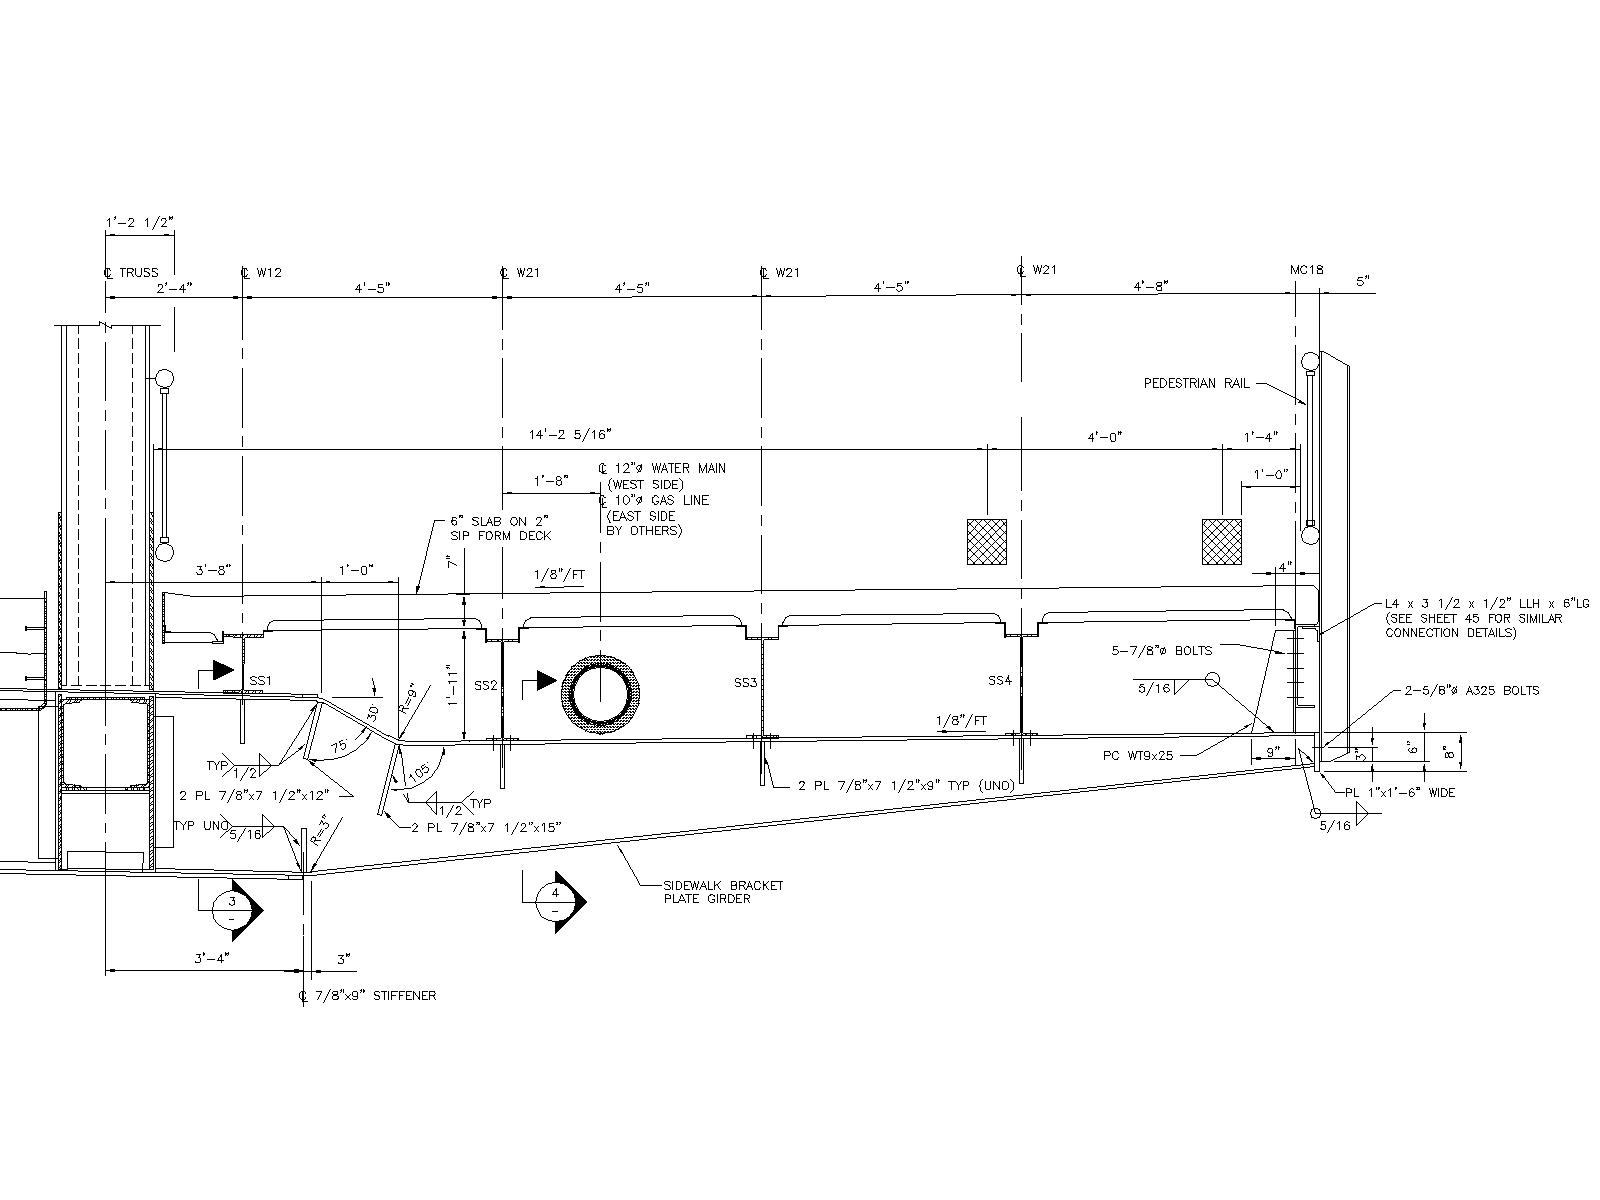 1'-2 1/2"
℄ TRUSS
℄ W12
℄ W21
℄ W21
℄ W21
MC18
2'-4"
4'-5"
4'-5"
4'-5"
4'-8"
5"
PEDESTRIAN RAIL
14'-2 5/16"
4'-0"
1'-4"
1'-8"
℄ 12"ø WATER MAIN
(WEST SIDE)
℄ 10"ø GAS LINE
(EAST SIDE
BY OTHERS)
1'-0"
6" SLAB ON 2"
SIP FORM DECK
3'-8"
1'-0"
7"
1/8"/FT
4"
L4 x 3 1/2 x 1/2" LLH x 6"LG
(SEE SHEET 45 FOR SIMILAR
CONNECTION DETAILS)
5-7/8"ø BOLTS
SS1
SS2
SS3
SS4
1'-11"
R=9"
30°
5/16
2-5/8"ø A325 BOLTS
1/8"/FT
75°
105°
PC WT9x25
9"
3"
6"
8"
TYP
1/2
2 PL 7/8"x7 1/2"x12"
2 PL 7/8"x7 1/2"x9" TYP (UNO)
PL 1"x1'-6" WIDE
1/2
TYP
TYP UNO
5/16
R=3"
2 PL 7/8"x7 1/2"x15"
5/16
SIDEWALK BRACKET
PLATE GIRDER
3
-
4
-
3'-4"
3"
℄ 7/8"x9" STIFFENER